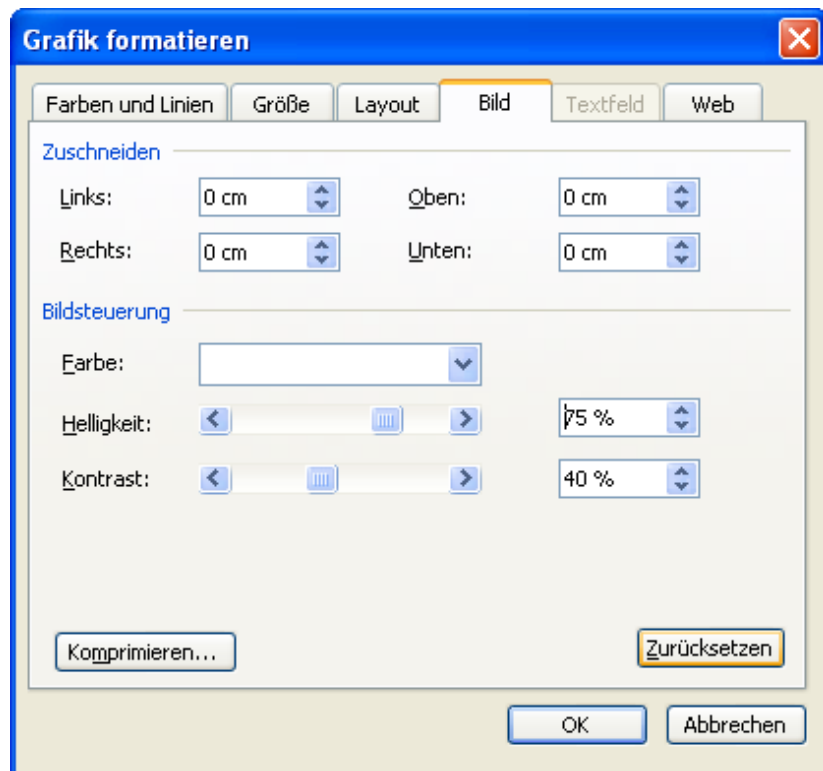 Grafik formatieren
Farben und Linien Größe Layout Bild Textfeld Web
Zuschneiden
Links: 0 cm Oben: 0 cm
Rechts: 0 cm Unten: 0 cm
Bildsteuerung
Farbe:
Helligkeit: 75 %
Kontrast: 40 %
Komprimieren... Zurücksetzen
OK Abbrechen